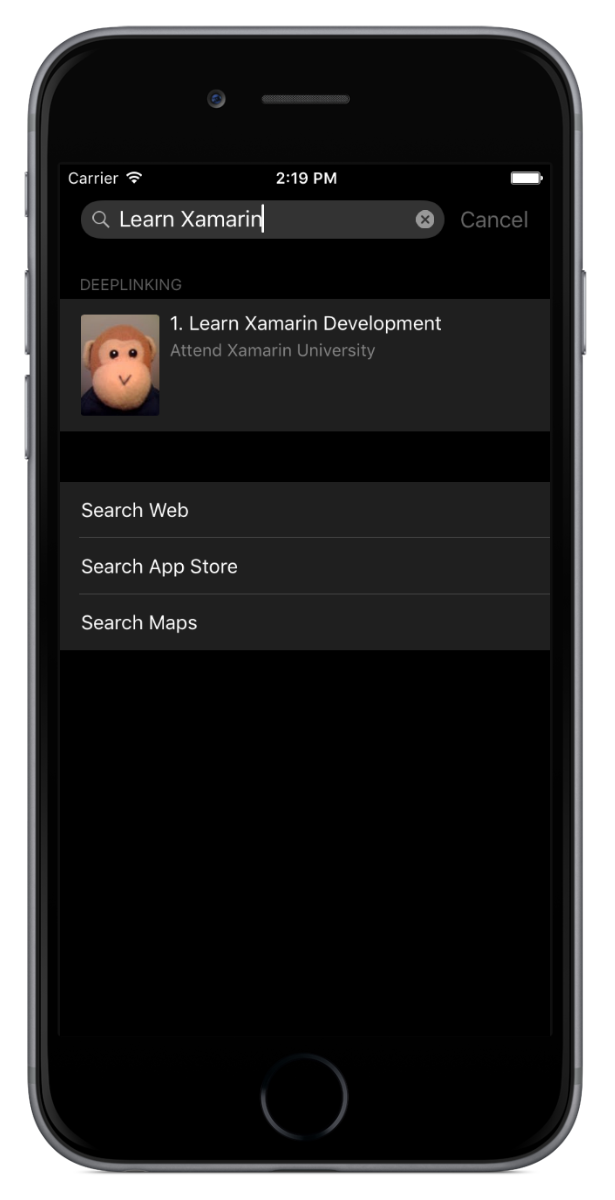 Carrier 2:19 PM
Learn Xamarin Cancel
DEEPLINKING
1. Learn Xamarin Development
Attend Xamarin University
Search Web
Search App Store
Search Maps